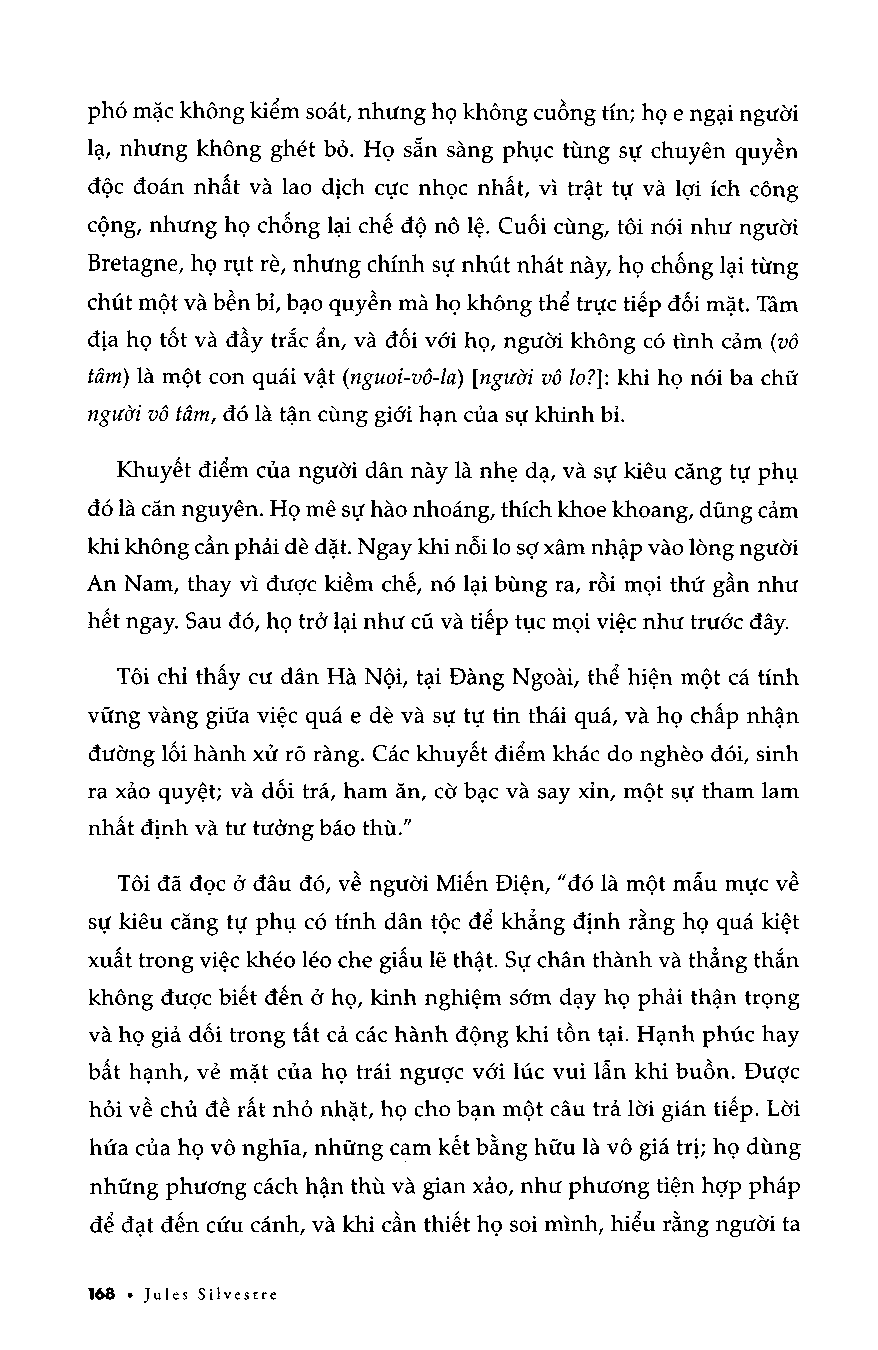 phó mặc không kiểm soát, nhưng họ không cuồng tín; họ e ngại người
lạ, nhưng không ghét bỏ. Họ sẵn sàng phục tùng sự chuyên quyền
độc đoán nhất và lao dịch cực nhọc nhất, vì trật tự và lợi ích công
cộng, nhưng họ chống lại chế độ nô lệ. Cuối cùng, tôi nói như người
Bretagne, họ rụt rè, nhưng chính sự nhút nhát này, họ chống lại từng
chút một và bền bỉ, bạo quyền mà họ không thể trực tiếp đối mặt. Tâm
địa họ tốt và đầy trắc ẩn, và đối với họ, người không có tình cảm (vô
tâm) là một con quái vật (nguoi-vô-la) [người vô lo?]: khi họ nói ba chữ
người vô tâm, đó là tận cùng giới hạn của sự khinh bỉ.
Khuyết điểm của người dân này là nhẹ dạ, và sự kiêu căng tự phụ
đó là căn nguyên. Họ mê sự hào nhoáng, thích khoe khoang, dũng cảm
khi không cần phải dè dặt. Ngay khi nỗi lo sợ xâm nhập vào lòng người
An Nam, thay vì được kiềm chế, nó lại bùng ra, rồi mọi thứ gần như
hết ngay. Sau đó, họ trở lại như cũ và tiếp tục mọi việc như trước đây.
Tôi chỉ thấy cư dân Hà Nội, tại Đàng Ngoài, thể hiện một cá tính
vững vàng giữa việc quá e dè và sự tự tin thái quá, và họ chấp nhận
đường lối hành xử rõ ràng. Các khuyết điểm khác do nghèo đói, sinh
ra xảo quyệt; và dối trá, ham ăn, cờ bạc và say xỉn, một sự tham lam
nhất định và tư tưởng báo thù."
Tôi đã đọc ở đâu đó, về người Miến Điện, "đó là một mẫu mực về
sự kiêu căng tự phụ có tính dân tộc để khẳng định rằng họ quá kiệt
xuất trong việc khéo léo che giấu lẽ thật. Sự chân thành và thẳng thắn
không được biết đến ở họ, kinh nghiệm sớm dạy họ phải thận trọng
và họ giả dối trong tất cả các hành động khi tồn tại. Hạnh phúc hay
bất hạnh, vẻ mặt của họ trái ngược với lúc vui lẫn khi buồn. Được
hỏi về chủ đề rất nhỏ nhặt, họ cho bạn một câu trả lời gián tiếp. Lời
hứa của họ vô nghĩa, những cam kết bằng hữu là vô giá trị; họ dùng
những phương cách hận thù và gian xảo, như phương tiện hợp pháp
để đạt đến cứu cánh, và khi cần thiết họ soi mình, hiểu rằng người ta
168 • Jules Silvestre